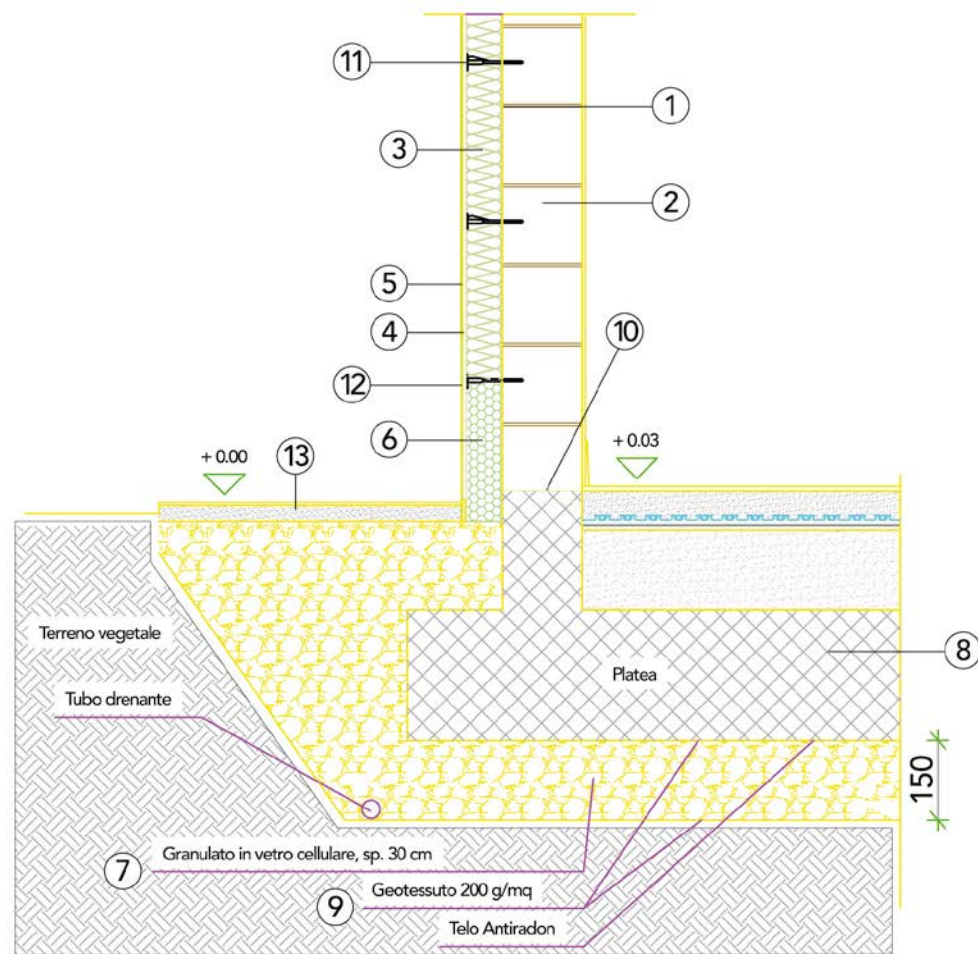 11
1
3
2
5
4
10
12
6
+ 0.00
13
+ 0.03
Terreno vegetale
8
Platea
Tubo drenante
150
7
Granulato in vetro cellulare, sp. 30 cm
9
Geotessuto 200 g/mq
Telo Antiradon